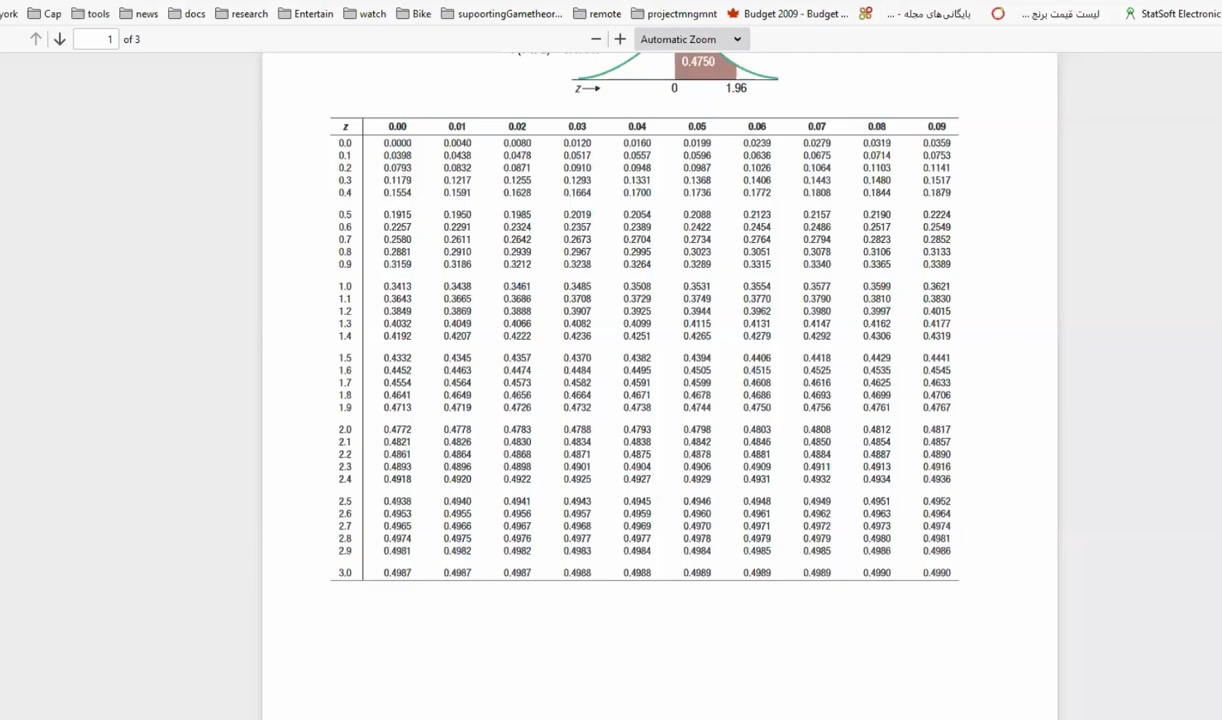 york Cap tools news docs research Entertain watch Bike supoortingGametheor... remote projectmngmnt Budget 2009 - Budget ... بایگانی‌های مجله - ... لیست قیمت برنج ... StatSoft Electronic
1 of 3 Automatic Zoom
0.4750
z 0 1.96
z 0.00 0.01 0.02 0.03 0.04 0.05 0.06 0.07 0.08 0.09
0.0 0.0000 0.0040 0.0080 0.0120 0.0160 0.0199 0.0239 0.0279 0.0319 0.0359
0.1 0.0398 0.0438 0.0478 0.0517 0.0557 0.0596 0.0636 0.0675 0.0714 0.0753
0.2 0.0793 0.0832 0.0871 0.0910 0.0948 0.0987 0.1026 0.1064 0.1103 0.1141
0.3 0.1179 0.1217 0.1255 0.1293 0.1331 0.1368 0.1406 0.1443 0.1480 0.1517
0.4 0.1554 0.1591 0.1628 0.1664 0.1700 0.1736 0.1772 0.1808 0.1844 0.1879
0.5 0.1915 0.1950 0.1985 0.2019 0.2054 0.2088 0.2123 0.2157 0.2190 0.2224
0.6 0.2257 0.2291 0.2324 0.2357 0.2389 0.2422 0.2454 0.2486 0.2517 0.2549
0.7 0.2580 0.2611 0.2642 0.2673 0.2704 0.2734 0.2764 0.2794 0.2823 0.2852
0.8 0.2881 0.2910 0.2939 0.2967 0.2995 0.3023 0.3051 0.3078 0.3106 0.3133
0.9 0.3159 0.3186 0.3212 0.3238 0.3264 0.3289 0.3315 0.3340 0.3365 0.3389
1.0 0.3413 0.3438 0.3461 0.3485 0.3508 0.3531 0.3554 0.3577 0.3599 0.3621
1.1 0.3643 0.3665 0.3686 0.3708 0.3729 0.3749 0.3770 0.3790 0.3810 0.3830
1.2 0.3849 0.3869 0.3888 0.3907 0.3925 0.3944 0.3962 0.3980 0.3997 0.4015
1.3 0.4032 0.4049 0.4066 0.4082 0.4099 0.4115 0.4131 0.4147 0.4162 0.4177
1.4 0.4192 0.4207 0.4222 0.4236 0.4251 0.4265 0.4279 0.4292 0.4306 0.4319
1.5 0.4332 0.4345 0.4357 0.4370 0.4382 0.4394 0.4406 0.4418 0.4429 0.4441
1.6 0.4452 0.4463 0.4474 0.4484 0.4495 0.4505 0.4515 0.4525 0.4535 0.4545
1.7 0.4554 0.4564 0.4573 0.4582 0.4591 0.4599 0.4608 0.4616 0.4625 0.4633
1.8 0.4641 0.4649 0.4656 0.4664 0.4671 0.4678 0.4686 0.4693 0.4699 0.4706
1.9 0.4713 0.4719 0.4726 0.4732 0.4738 0.4744 0.4750 0.4756 0.4761 0.4767
2.0 0.4772 0.4778 0.4783 0.4788 0.4793 0.4798 0.4803 0.4808 0.4812 0.4817
2.1 0.4821 0.4826 0.4830 0.4834 0.4838 0.4842 0.4846 0.4850 0.4854 0.4857
2.2 0.4861 0.4864 0.4868 0.4871 0.4875 0.4878 0.4881 0.4884 0.4887 0.4890
2.3 0.4893 0.4896 0.4898 0.4901 0.4904 0.4906 0.4909 0.4911 0.4913 0.4916
2.4 0.4918 0.4920 0.4922 0.4925 0.4927 0.4929 0.4931 0.4932 0.4934 0.4936
2.5 0.4938 0.4940 0.4941 0.4943 0.4945 0.4946 0.4948 0.4949 0.4951 0.4952
2.6 0.4953 0.4955 0.4956 0.4957 0.4959 0.4960 0.4961 0.4962 0.4963 0.4964
2.7 0.4965 0.4966 0.4967 0.4968 0.4969 0.4970 0.4971 0.4972 0.4973 0.4974
2.8 0.4974 0.4975 0.4976 0.4977 0.4977 0.4978 0.4979 0.4979 0.4980 0.4981
2.9 0.4981 0.4982 0.4982 0.4983 0.4984 0.4984 0.4985 0.4985 0.4986 0.4986
3.0 0.4987 0.4987 0.4987 0.4988 0.4988 0.4989 0.4989 0.4989 0.4990 0.4990